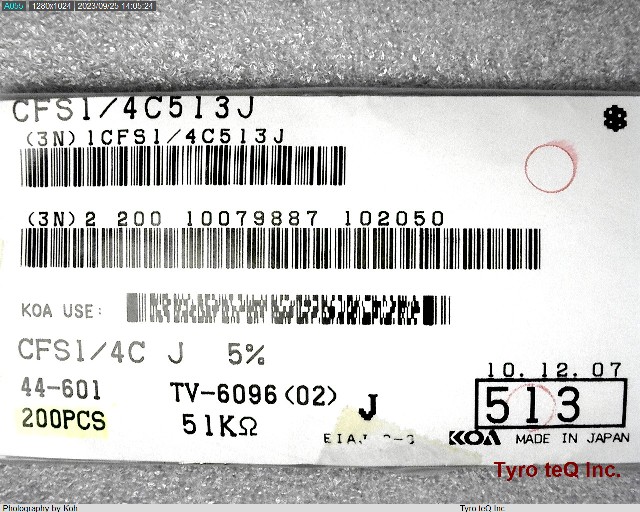 A055 1280x1024 2023/09/25 14:05:24
CFS1/4C513J
*
(3N)1CFS1/4C513J
(3N)2 200 10079887 102050
KOA USE:
CFS1/4C J 5%
10.12.07
44-601 TV-6096(02) J 513
200PCS 51KΩ
KOA MADE IN JAPAN
Tyro teQ Inc.
Photography by Koh Tyro teQ Inc